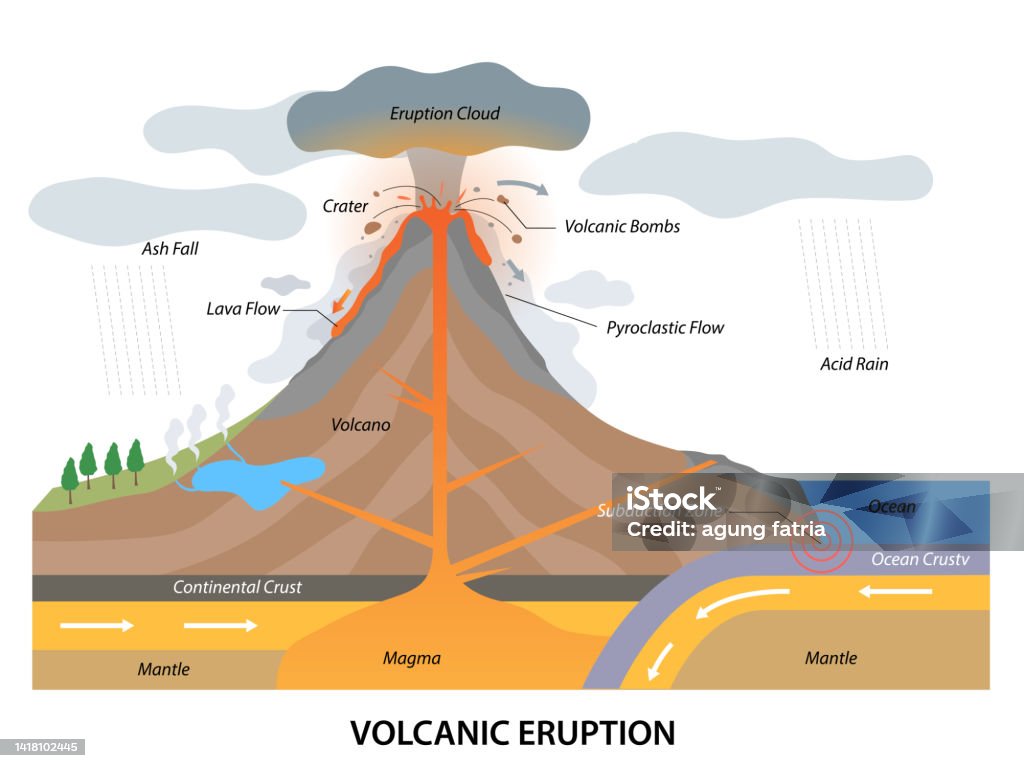 Eruption Cloud
Crater
Volcanic Bombs
Ash Fall
Lava Flow
Pyroclastic Flow
Acid Rain
Volcano
iStock™
Credit: agung fatria
Subduction Zone
Ocean
Ocean Crustv
Continental Crust
Mantle
Magma
Mantle
VOLCANIC ERUPTION
1418102445